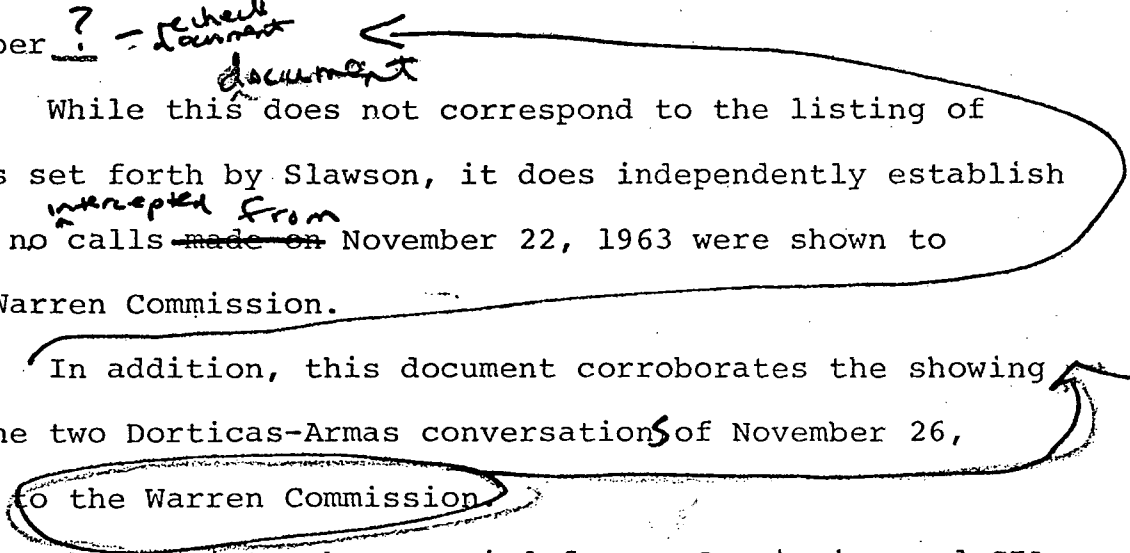 ber ? = recheck
document
document
While this does not correspond to the listing of
s set forth by Slawson, it does independently establish
intercepted from
no calls made on November 22, 1963 were shown to
Warren Commission.
In addition, this document corroborates the showing
he two Dorticas-Armas conversations of November 26,
to the Warren Commission.